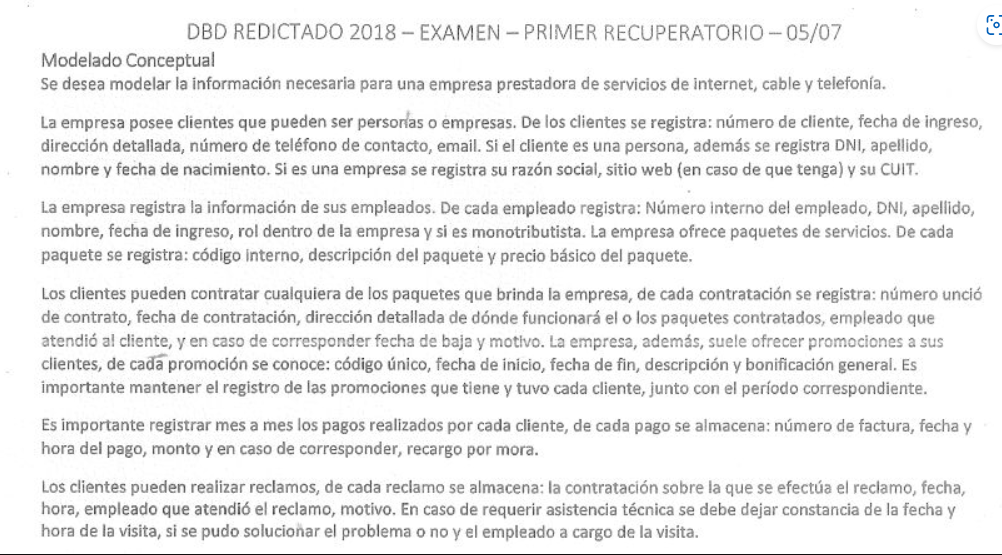 DBD REDICTADO 2018 – EXAMEN – PRIMER RECUPERATORIO – 05/07
Modelado Conceptual
Se desea modelar la información necesaria para una empresa prestadora de servicios de internet, cable y telefonía.
La empresa posee clientes que pueden ser personas o empresas. De los clientes se registra: número de cliente, fecha de ingreso,
dirección detallada, número de teléfono de contacto, email. Si el cliente es una persona, además se registra DNI, apellido,
nombre y fecha de nacimiento. Si es una empresa se registra su razón social, sitio web (en caso de que tenga) y su CUIT.
La empresa registra la información de sus empleados. De cada empleado registra: Número interno del empleado, DNI, apellido,
nombre, fecha de ingreso, rol dentro de la empresa y si es monotributista. La empresa ofrece paquetes de servicios. De cada
paquete se registra: código interno, descripción del paquete y precio básico del paquete.
Los clientes pueden contratar cualquiera de los paquetes que brinda la empresa, de cada contratación se registra: número unció
de contrato, fecha de contratación, dirección detallada de dónde funcionará el o los paquetes contratados, empleado que
atendió al cliente, y en caso de corresponder fecha de baja y motivo. La empresa, además, suele ofrecer promociones a sus
clientes, de cada promoción se conoce: código único, fecha de inicio, fecha de fin, descripción y bonificación general. Es
importante mantener el registro de las promociones que tiene y tuvo cada cliente, junto con el período correspondiente.
Es importante registrar mes a mes los pagos realizados por cada cliente, de cada pago se almacena: número de factura, fecha y
hora del pago, monto y en caso de corresponder, recargo por mora.
Los clientes pueden realizar reclamos, de cada reclamo se almacena: la contratación sobre la que se efectúa el reclamo, fecha,
hora, empleado que atendió el reclamo, motivo. En caso de requerir asistencia técnica se debe dejar constancia de la fecha y
hora de la visita, si se pudo solucionar el problema o no y el empleado a cargo de la visita.